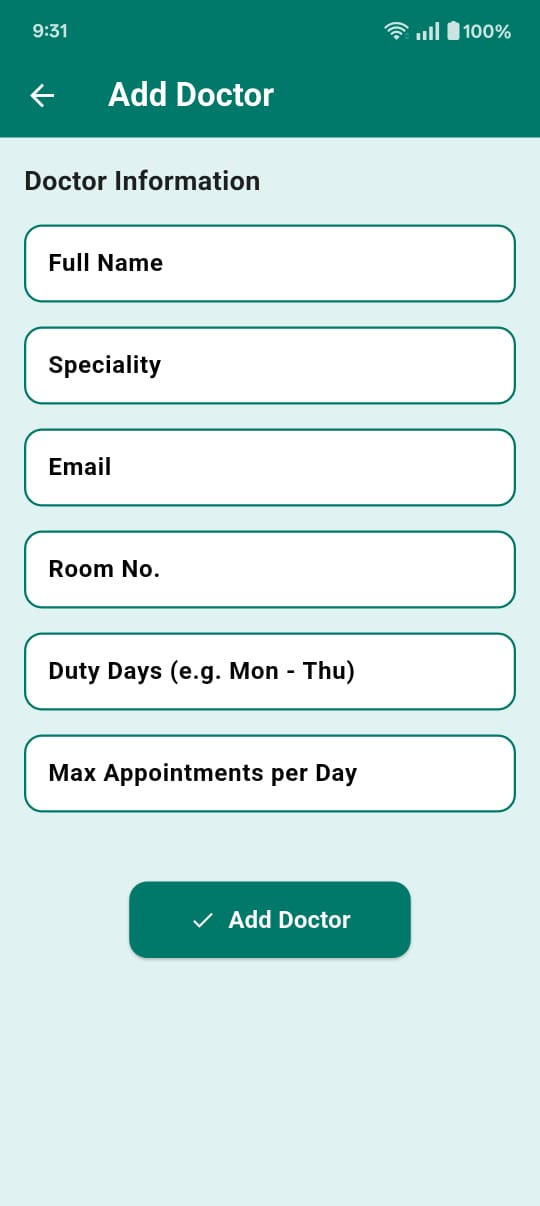 9:31 100%
Add Doctor
Doctor Information
Full Name
Speciality
Email
Room No.
Duty Days (e.g. Mon - Thu)
Max Appointments per Day
Add Doctor